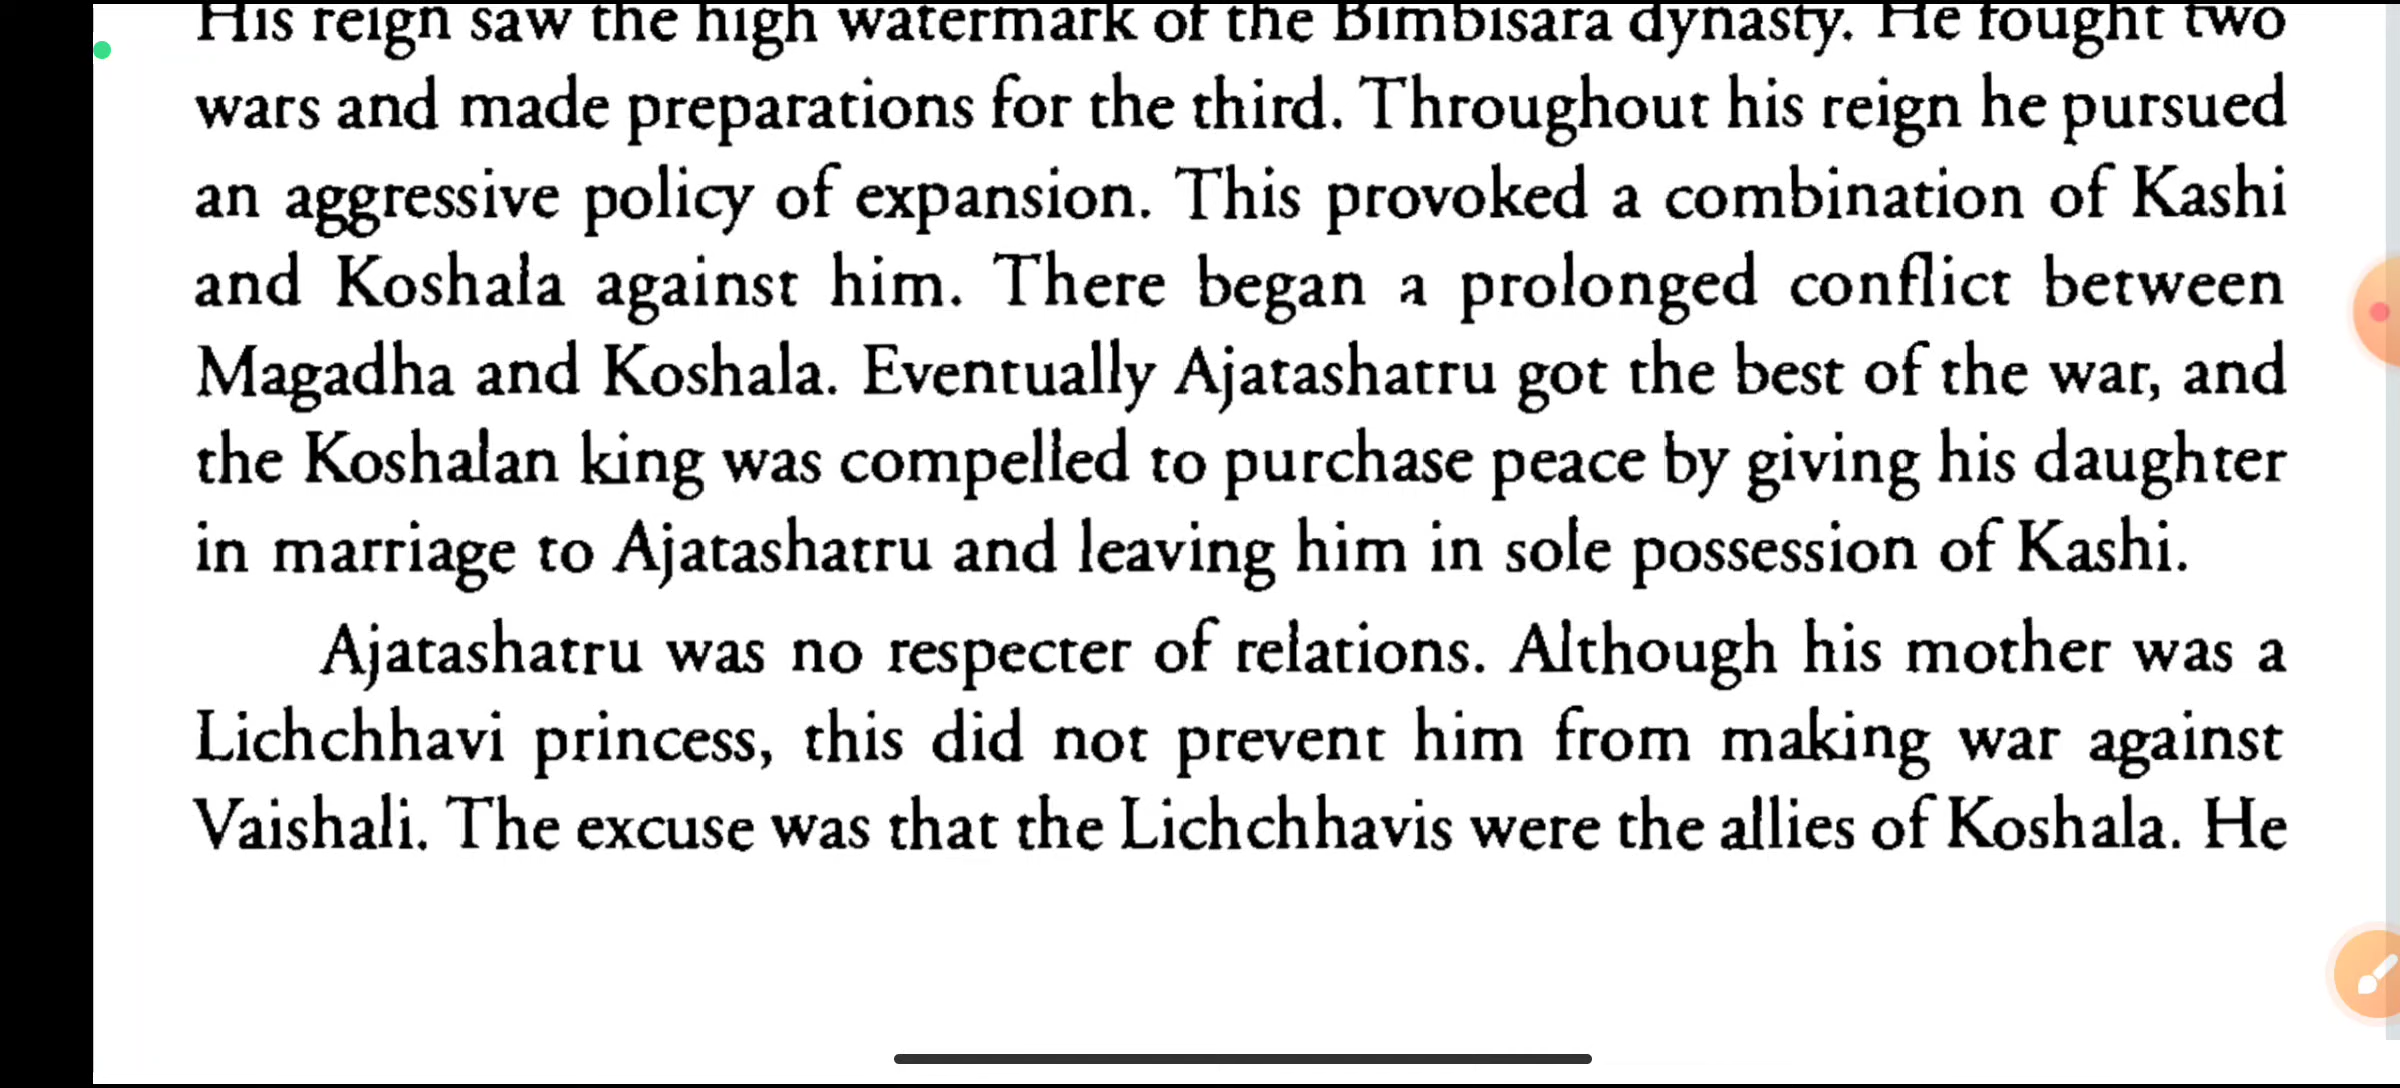 His reign saw the high watermark of the Bimbisara dynasty. He fought two
wars and made preparations for the third. Throughout his reign he pursued
an aggressive policy of expansion. This provoked a combination of Kashi
and Koshala against him. There began a prolonged conflict between
Magadha and Koshala. Eventually Ajatashatru got the best of the war, and
the Koshalan king was compelled to purchase peace by giving his daughter
in marriage to Ajatashatru and leaving him in sole possession of Kashi.
Ajatashatru was no respecter of relations. Although his mother was a
Lichchhavi princess, this did not prevent him from making war against
Vaishali. The excuse was that the Lichchhavis were the allies of Koshala. He